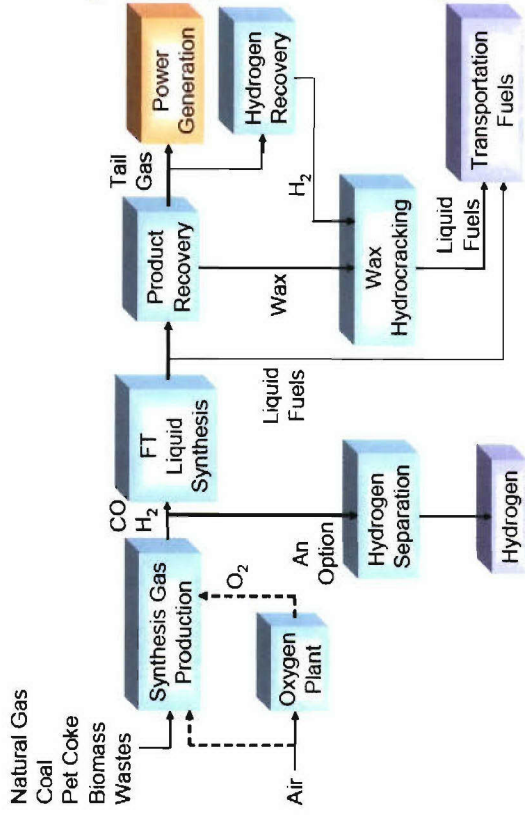 Natural Gas
Coal
Pet Coke
Biomass
Wastes
Air
Synthesis Gas
Production
O2
Oxygen
Plant
CO
H2
An
Option
Hydrogen
Separation
Hydrogen
FT
Liquid
Synthesis
Liquid
Fuels
Product
Recovery
Wax
Tail
Gas
Power
Generation
Hydrogen
Recovery
H2
Wax
Hydrocracking
Liquid
Fuels
Transportation
Fuels